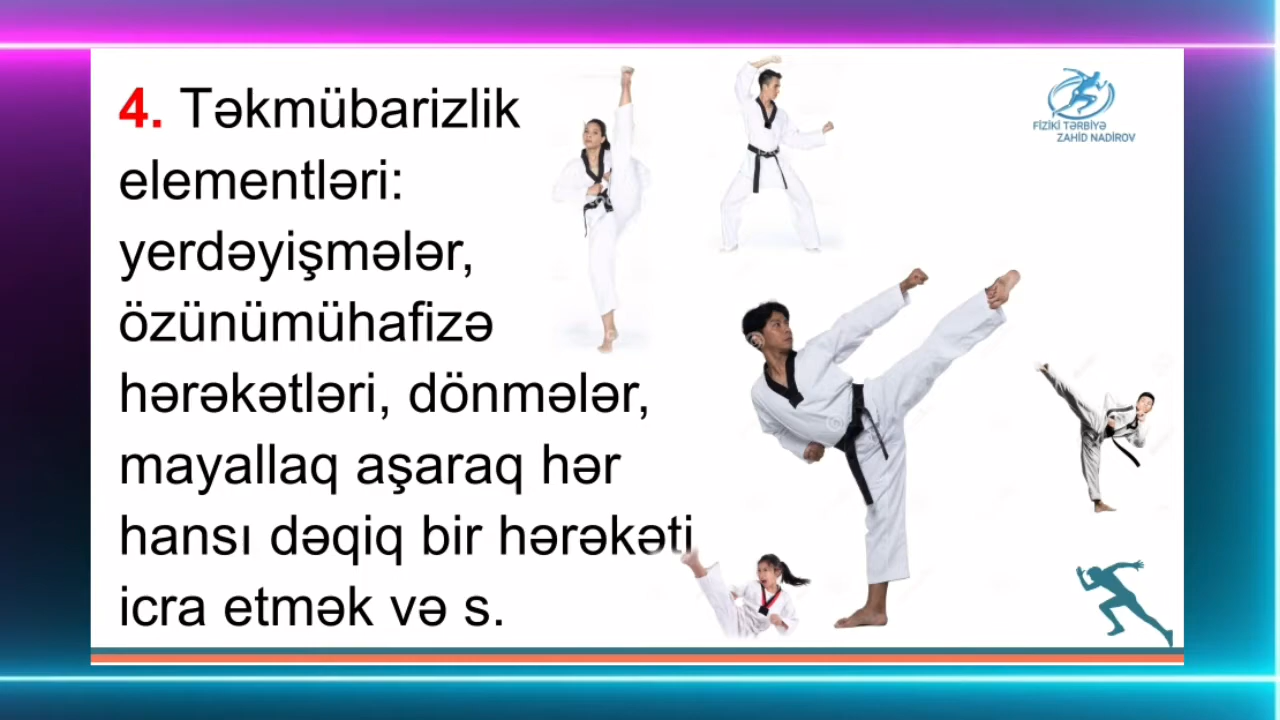 4. Təkmübarizlik
elementləri:
yerdəyişmələr,
özünümühafizə
hərəkətləri, dönmələr,
mayallaq aşaraq hər
hansı dəqiq bir hərəkəti
icra etmək və s.
FİZİKİ TƏRBİYƏ
ZAHİD NADİROV